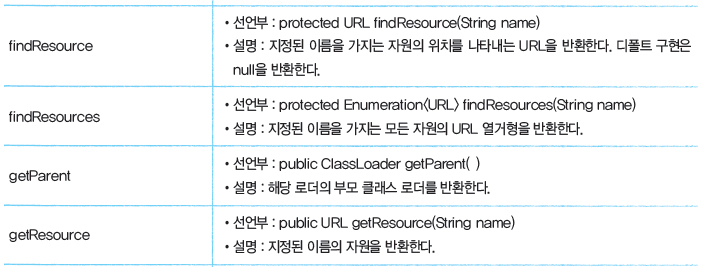 findResource
• 선언부 : protected URL findResource(String name)
• 설명 : 지정된 이름을 가지는 자원의 위치를 나타내는 URL을 반환한다. 디폴트 구현은
null을 반환한다.
findResources
• 선언부 : protected Enumeration〈URL〉 findResources(String name)
• 설명 : 지정된 이름을 가지는 모든 자원의 URL 열거형을 반환한다.
getParent
• 선언부 : public ClassLoader getParent( )
• 설명 : 해당 로더의 부모 클래스 로더를 반환한다.
getResource
• 선언부 : public URL getResource(String name)
• 설명 : 지정된 이름의 자원을 반환한다.